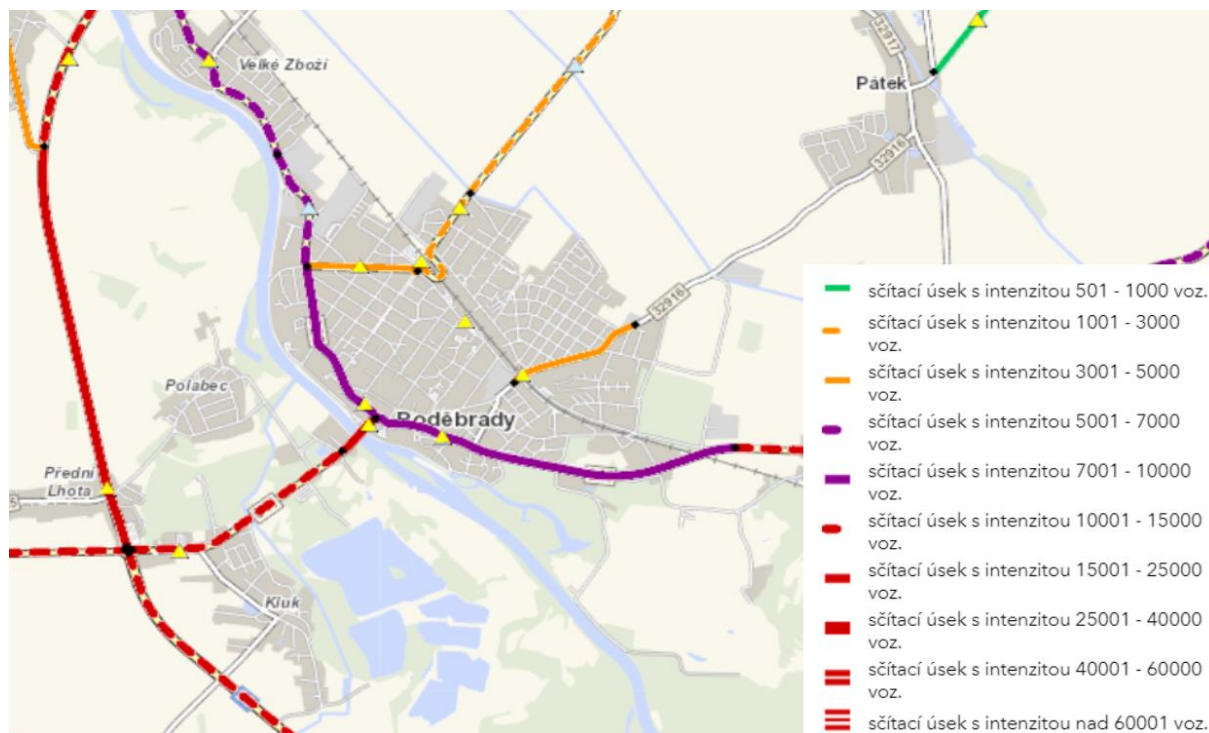 Velké Zboží
32917
Pátek
32916
32916
Polabec
Poděbrady
Přední
Lhota
Kluk
sčítací úsek s intenzitou 501 - 1000 voz.
sčítací úsek s intenzitou 1001 - 3000
voz.
sčítací úsek s intenzitou 3001 - 5000
voz.
sčítací úsek s intenzitou 5001 - 7000
voz.
sčítací úsek s intenzitou 7001 - 10000
voz.
sčítací úsek s intenzitou 10001 - 15000
voz.
sčítací úsek s intenzitou 15001 - 25000
voz.
sčítací úsek s intenzitou 25001 - 40000
voz.
sčítací úsek s intenzitou 40001 - 60000
voz.
sčítací úsek s intenzitou nad 60001 voz.